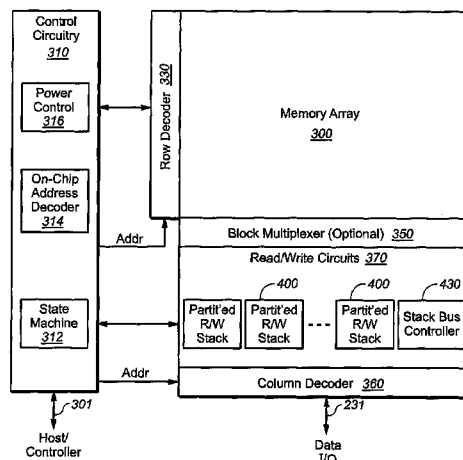 Control
Circuitry
310
Power
Control
316
On-Chip
Address
Decoder
314
State
Machine
312
Row Decoder 330
Memory Array
300
Addr
Block Multiplexer (Optional) 350
Read/Write Circuits 370
400
400
430
Partit'ed
R/W
Stack
Partit'ed
R/W
Stack
Partit'ed
R/W
Stack
Stack Bus
Controller
Addr
Column Decoder 360
301
231
Host/
Controller
Data
I/O